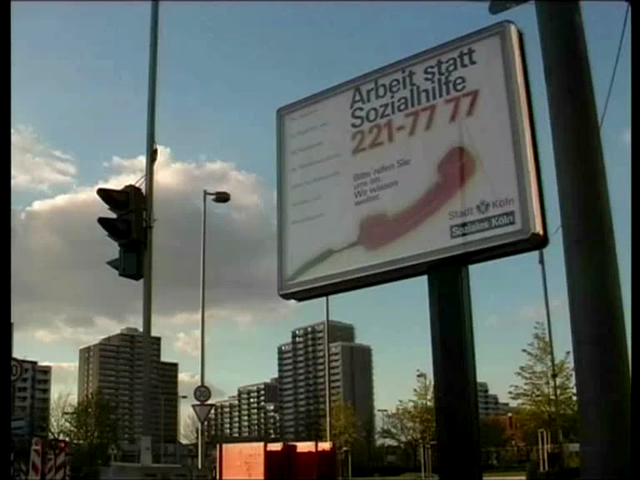 Arbeit statt
Sozialhilfe
221-77 77
Bitte rufen Sie
uns an.
Wir wissen
weiter.
Stadt Köln
Soziales Köln